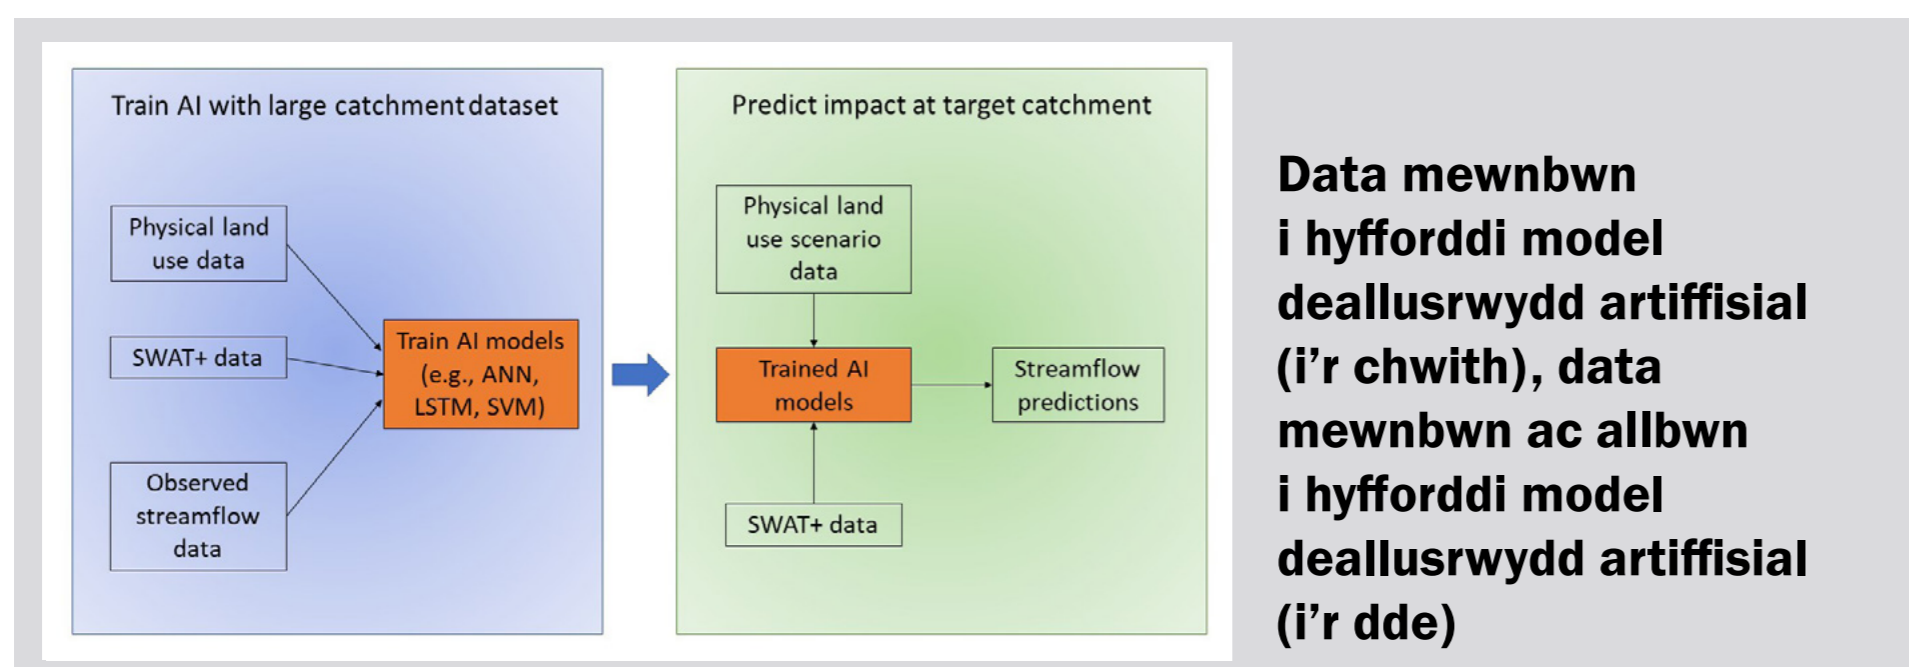 Train AI with large catchment dataset
Physical land
use data
SWAT+ data
Observed
streamflow
data
Train AI models
(e.g., ANN,
LSTM, SVM)
Predict impact at target catchment
Physical land
use scenario
data
Trained AI
models
SWAT+ data
Streamflow
predictions
Data mewnbwn
i hyfforddi model
deallusrwydd artiffisial
(i’r chwith), data
mewnbwn ac allbwn
i hyfforddi model
deallusrwydd artiffisial
(i’r dde)